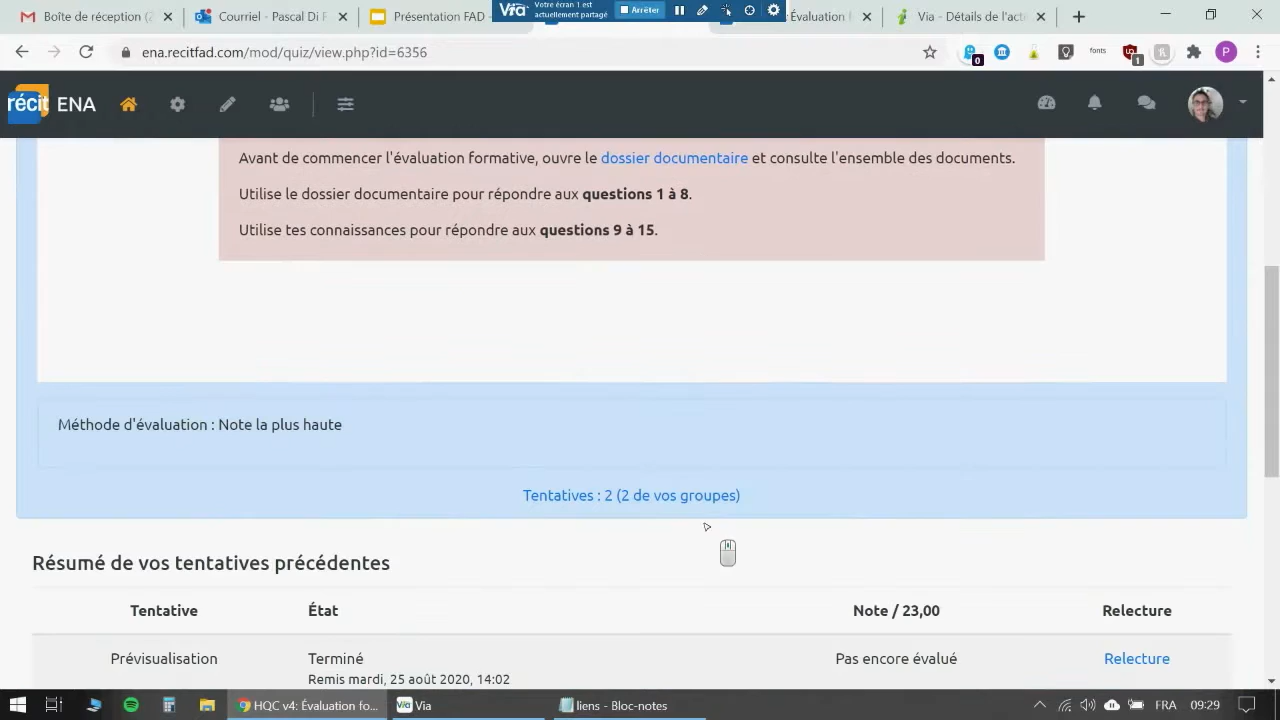 Boîte de réception (
Courriel - Pascal Dor
Présentation FAD -
Via
Votre écran 1 est
actuellement partagé
Arrêter
Évaluation
Via - Détails de l'acte
ena.recitfad.com/mod/quiz/view.php?id=6356
fonts
0
1
P
récit ENA
Avant de commencer l'évaluation formative, ouvre le dossier documentaire et consulte l'ensemble des documents.
Utilise le dossier documentaire pour répondre aux questions 1 à 8.
Utilise tes connaissances pour répondre aux questions 9 à 15.
Méthode d'évaluation : Note la plus haute
Tentatives : 2 (2 de vos groupes)
Résumé de vos tentatives précédentes
Tentative État Note / 23,00 Relecture
Prévisualisation Terminé Pas encore évalué Relecture
Remis mardi, 25 août 2020, 14:02
HQC v4: Évaluation fo...
Via
liens - Bloc-notes
FRA
09:29